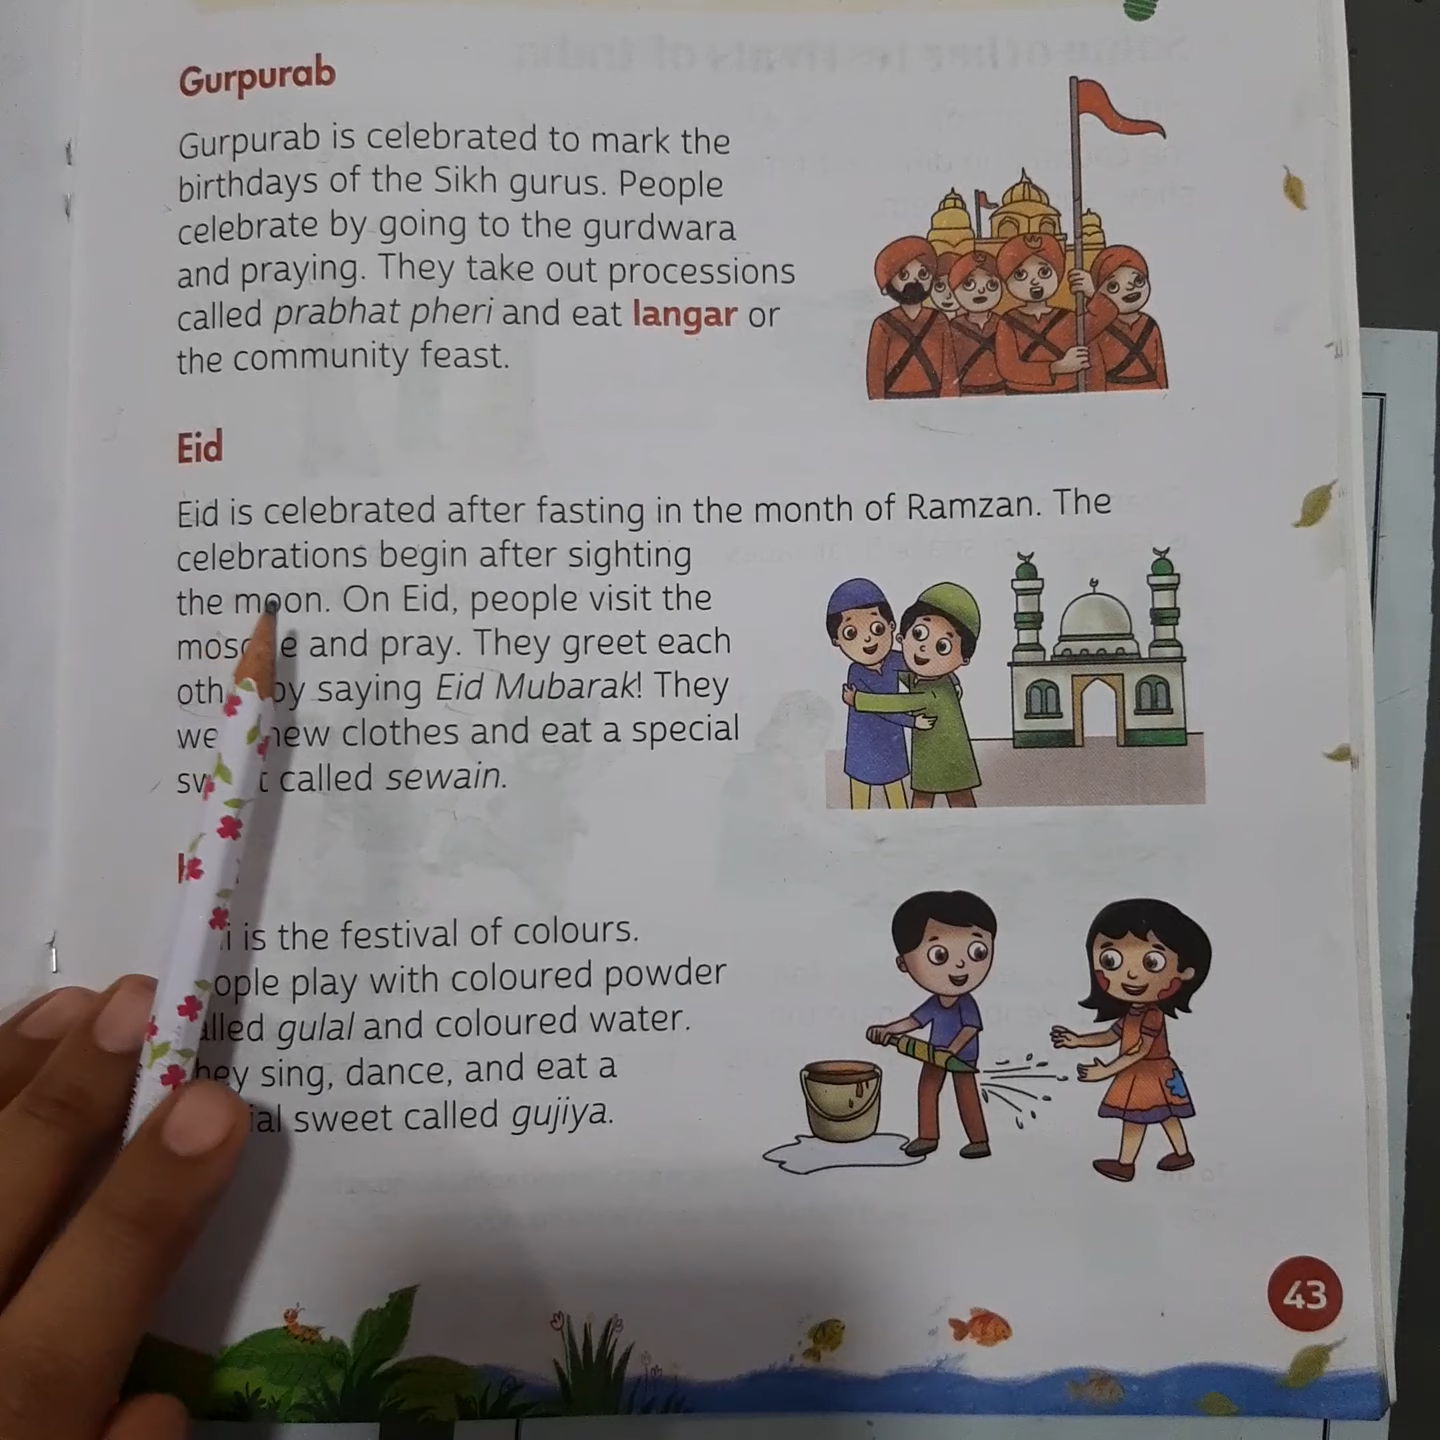 Gurpurab
Gurpurab is celebrated to mark the
birthdays of the Sikh gurus. People
celebrate by going to the gurdwara
and praying. They take out processions
called prabhat pheri and eat langar or
the community feast.
Eid
Eid is celebrated after fasting in the month of Ramzan. The
celebrations begin after sighting
the moon. On Eid, people visit the
and pray. They greet each
by saying Eid Mubarak! They
new clothes and eat a special
called sewain.
is the festival of colours.
play with coloured powder
gulal and coloured water.
sing, dance, and eat a
sweet called gujiya.
43